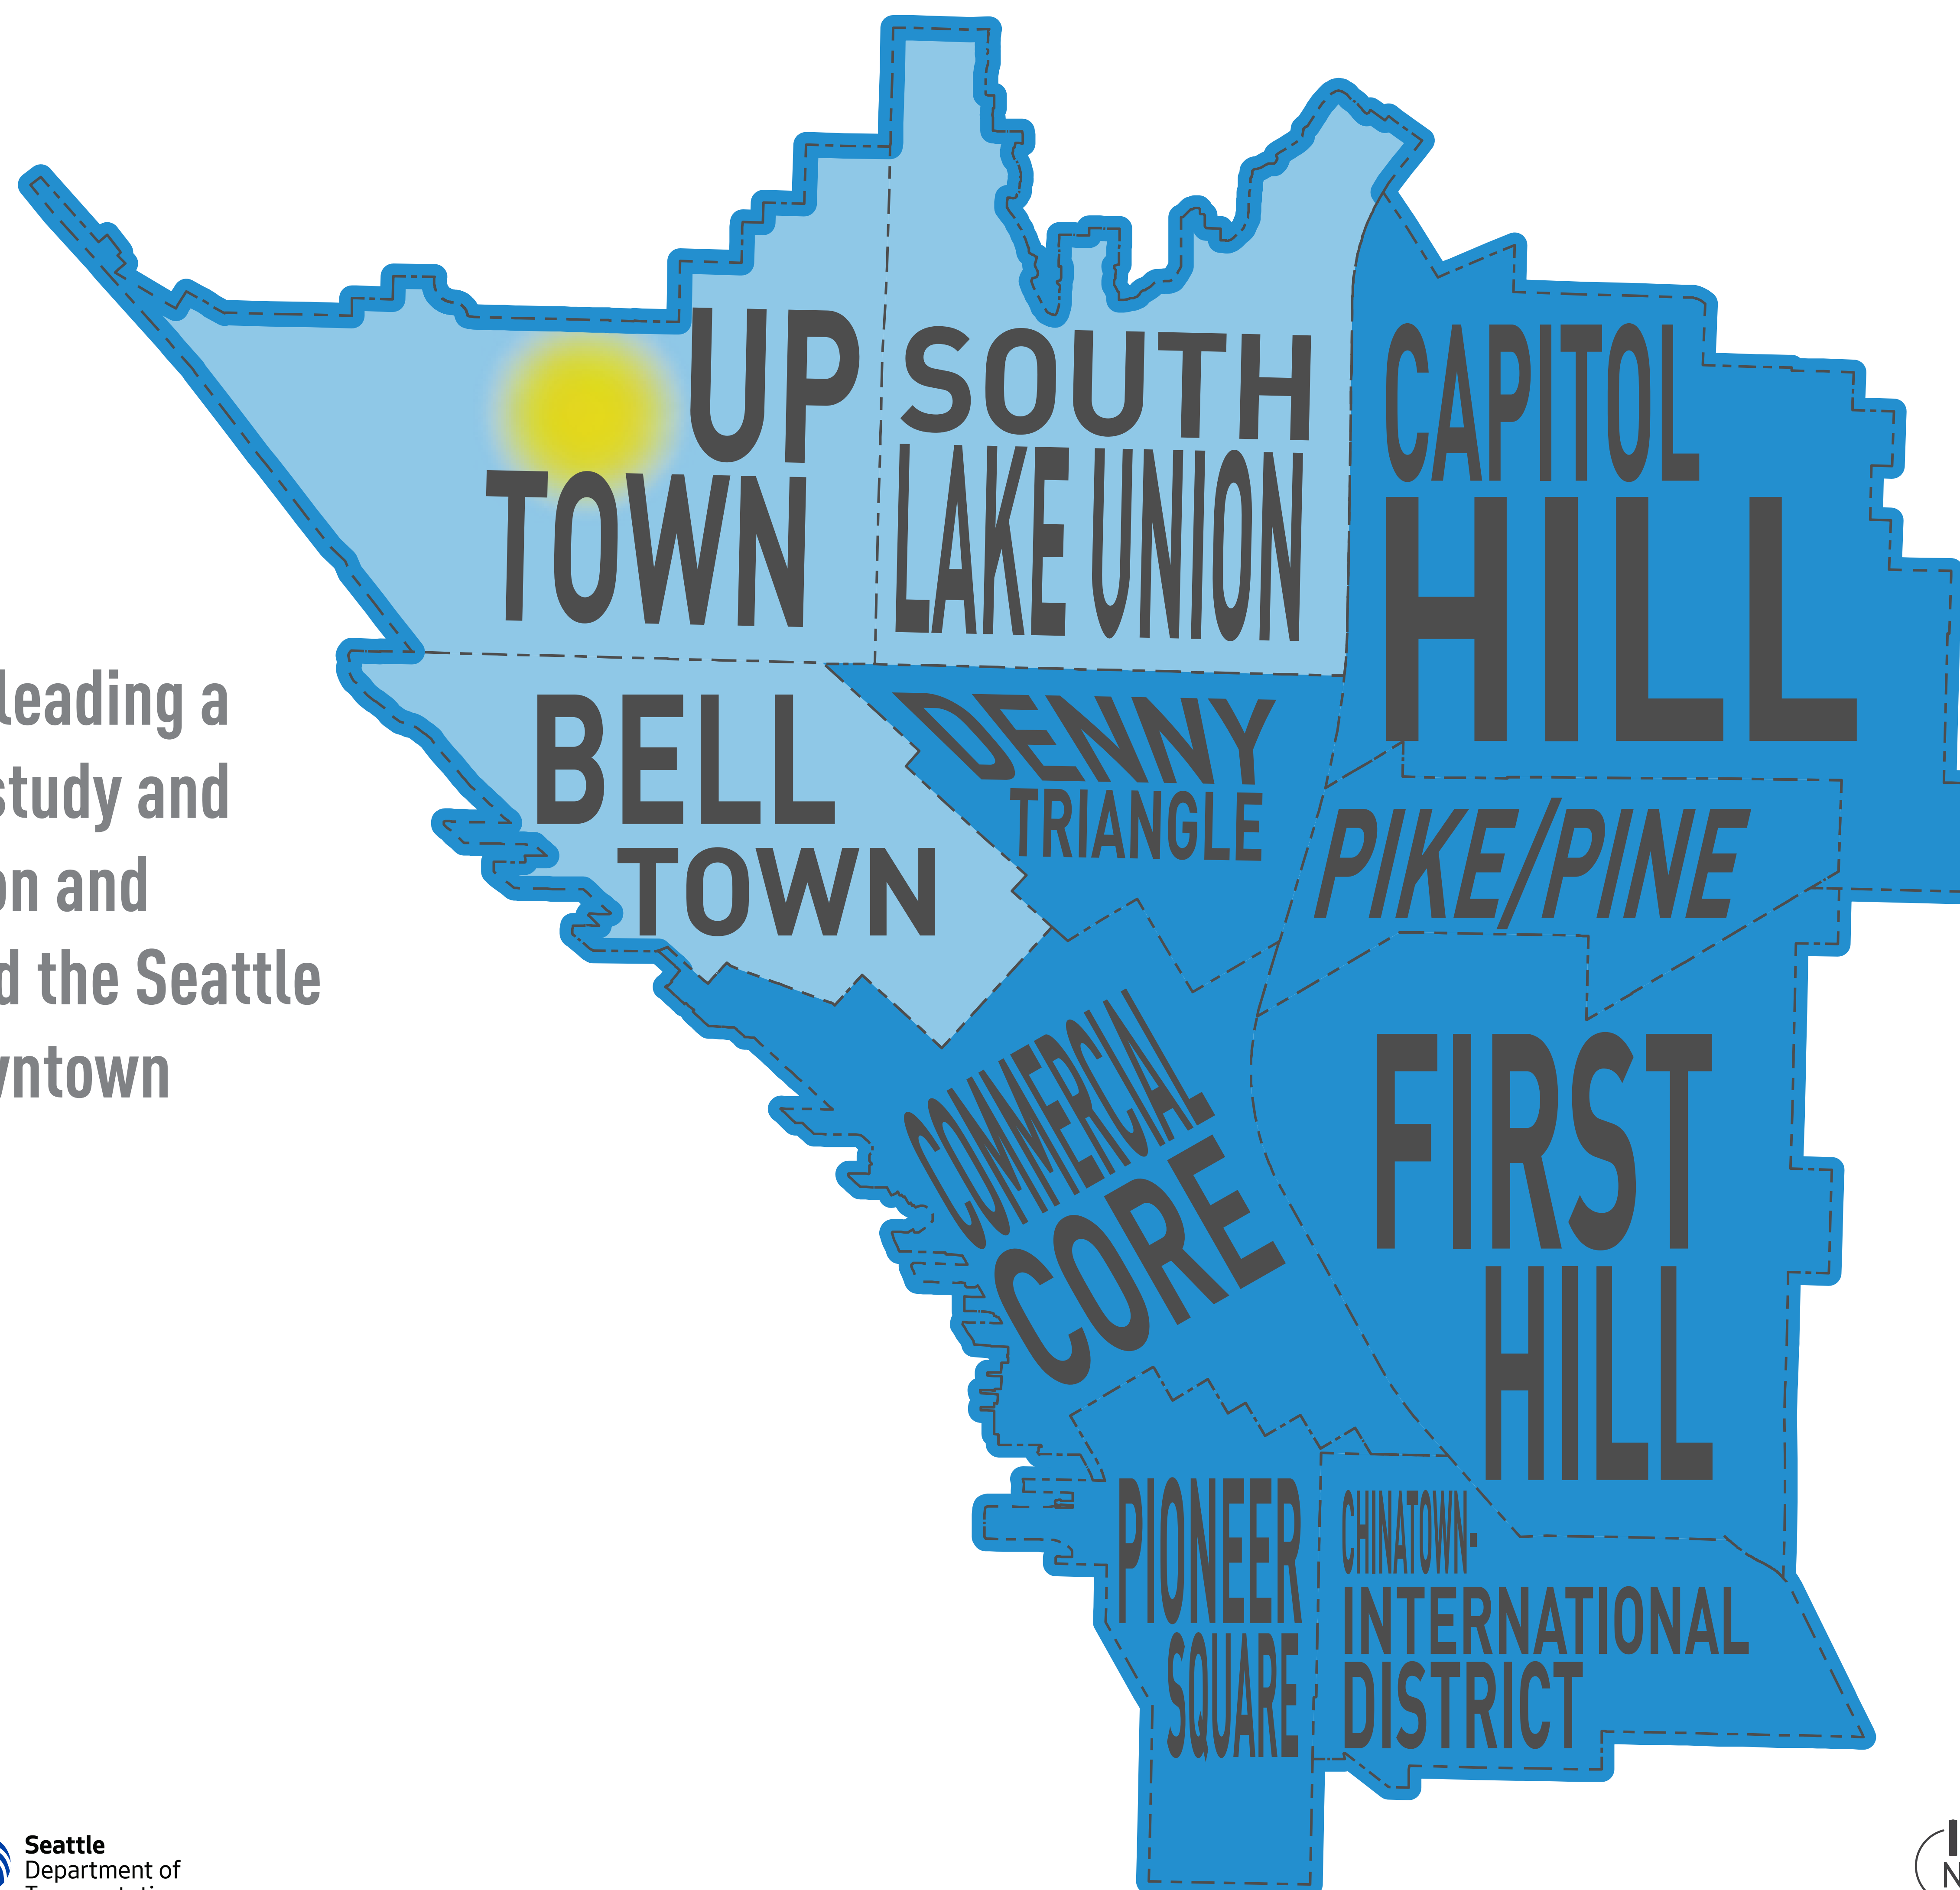 UP
TOWN
SOUTH
LAKE UNION
CAPITOL
HILL
BELL
TOWN
DENNY
TRIANGLE
PIKE/PINE
COMMERCIAL
CORE
FIRST
HILL
PIONEER
SQUARE
CHINATOWN-
INTERNATIONAL
DISTRICT
leading a
study and
on and
d the Seattle
wntown
Seattle
Department of
N